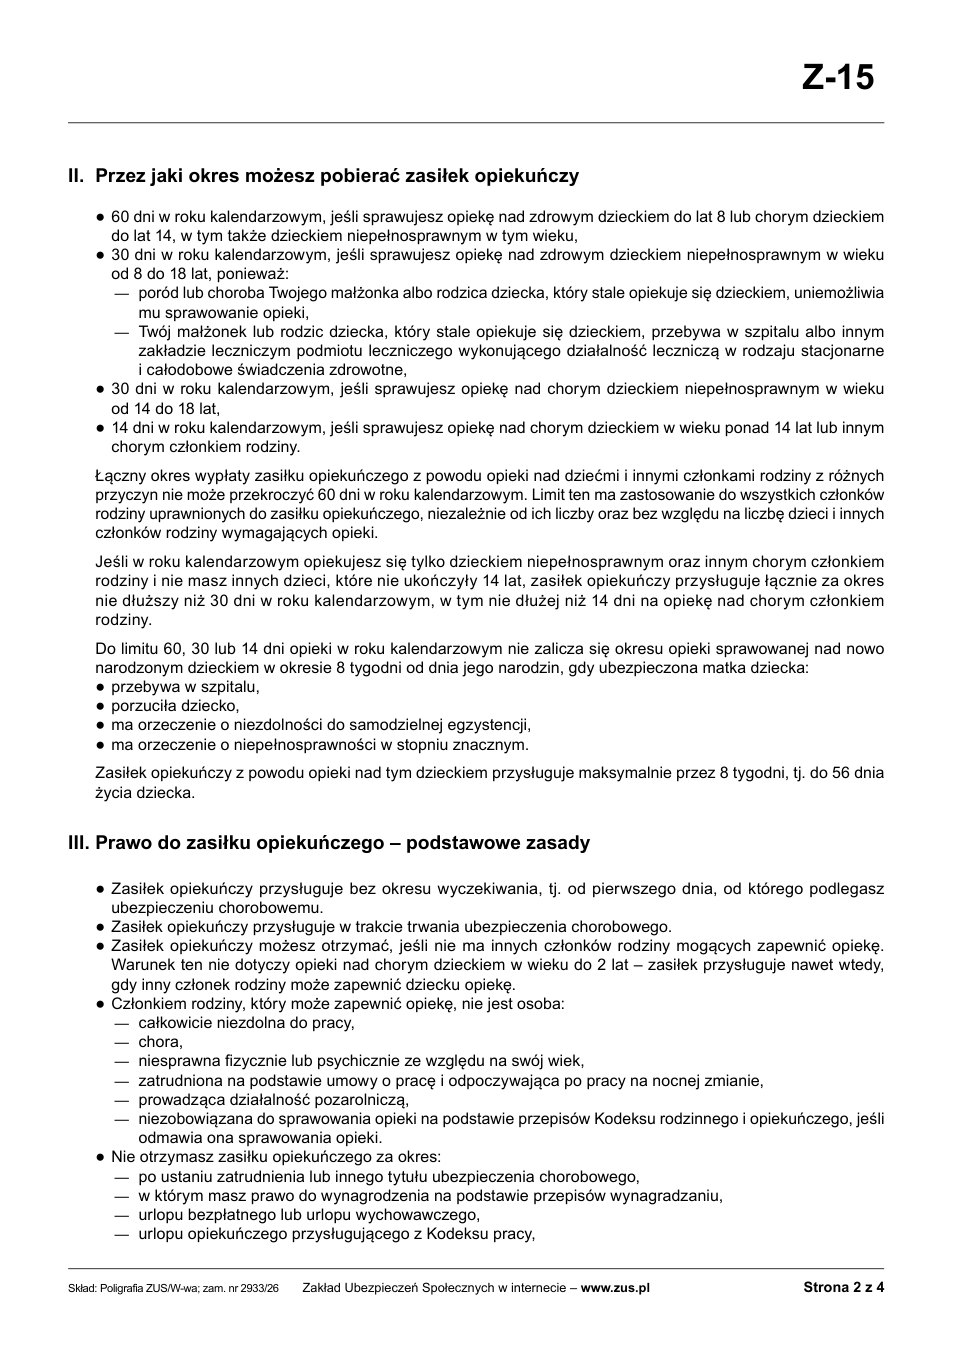 Z-15
II. Przez jaki okres możesz pobierać zasiłek opiekuńczy
● 60 dni w roku kalendarzowym, jeśli sprawujesz opiekę nad zdrowym dzieckiem do lat 8 lub chorym dzieckiem
do lat 14, w tym także dzieckiem niepełnosprawnym w tym wieku,
● 30 dni w roku kalendarzowym, jeśli sprawujesz opiekę nad zdrowym dzieckiem niepełnosprawnym w wieku
od 8 do 18 lat, ponieważ:
— poród lub choroba Twojego małżonka albo rodzica dziecka, który stale opiekuje się dzieckiem, uniemożliwia
mu sprawowanie opieki,
— Twój małżonek lub rodzic dziecka, który stale opiekuje się dzieckiem, przebywa w szpitalu albo innym
zakładzie leczniczym podmiotu leczniczego wykonującego działalność leczniczą w rodzaju stacjonarne
i całodobowe świadczenia zdrowotne,
● 30 dni w roku kalendarzowym, jeśli sprawujesz opiekę nad chorym dzieckiem niepełnosprawnym w wieku
od 14 do 18 lat,
● 14 dni w roku kalendarzowym, jeśli sprawujesz opiekę nad chorym dzieckiem w wieku ponad 14 lat lub innym
chorym członkiem rodziny.
Łączny okres wypłaty zasiłku opiekuńczego z powodu opieki nad dziećmi i innymi członkami rodziny z różnych
przyczyn nie może przekroczyć 60 dni w roku kalendarzowym. Limit ten ma zastosowanie do wszystkich członków
rodziny uprawnionych do zasiłku opiekuńczego, niezależnie od ich liczby oraz bez względu na liczbę dzieci i innych
członków rodziny wymagających opieki.
Jeśli w roku kalendarzowym opiekujesz się tylko dzieckiem niepełnosprawnym oraz innym chorym członkiem
rodziny i nie masz innych dzieci, które nie ukończyły 14 lat, zasiłek opiekuńczy przysługuje łącznie za okres
nie dłuższy niż 30 dni w roku kalendarzowym, w tym nie dłużej niż 14 dni na opiekę nad chorym członkiem
rodziny.
Do limitu 60, 30 lub 14 dni opieki w roku kalendarzowym nie zalicza się okresu opieki sprawowanej nad nowo
narodzonym dzieckiem w okresie 8 tygodni od dnia jego narodzin, gdy ubezpieczona matka dziecka:
● przebywa w szpitalu,
● porzuciła dziecko,
● ma orzeczenie o niezdolności do samodzielnej egzystencji,
● ma orzeczenie o niepełnosprawności w stopniu znacznym.
Zasiłek opiekuńczy z powodu opieki nad tym dzieckiem przysługuje maksymalnie przez 8 tygodni, tj. do 56 dnia
życia dziecka.
III. Prawo do zasiłku opiekuńczego – podstawowe zasady
● Zasiłek opiekuńczy przysługuje bez okresu wyczekiwania, tj. od pierwszego dnia, od którego podlegasz
ubezpieczeniu chorobowemu.
● Zasiłek opiekuńczy przysługuje w trakcie trwania ubezpieczenia chorobowego.
● Zasiłek opiekuńczy możesz otrzymać, jeśli nie ma innych członków rodziny mogących zapewnić opiekę.
Warunek ten nie dotyczy opieki nad chorym dzieckiem w wieku do 2 lat – zasiłek przysługuje nawet wtedy,
gdy inny członek rodziny może zapewnić dziecku opiekę.
● Członkiem rodziny, który może zapewnić opiekę, nie jest osoba:
— całkowicie niezdolna do pracy,
— chora,
— niesprawna fizycznie lub psychicznie ze względu na swój wiek,
— zatrudniona na podstawie umowy o pracę i odpoczywająca po pracy na nocnej zmianie,
— prowadząca działalność pozarolniczą,
— niezobowiązana do sprawowania opieki na podstawie przepisów Kodeksu rodzinnego i opiekuńczego, jeśli
odmawia ona sprawowania opieki.
● Nie otrzymasz zasiłku opiekuńczego za okres:
— po ustaniu zatrudnienia lub innego tytułu ubezpieczenia chorobowego,
— w którym masz prawo do wynagrodzenia na podstawie przepisów wynagradzaniu,
— urlopu bezpłatnego lub urlopu wychowawczego,
— urlopu opiekuńczego przysługującego z Kodeksu pracy,
Skład: Poligrafia ZUS/W-wa; zam. nr 2933/26 Zakład Ubezpieczeń Społecznych w internecie – www.zus.pl Strona 2 z 4